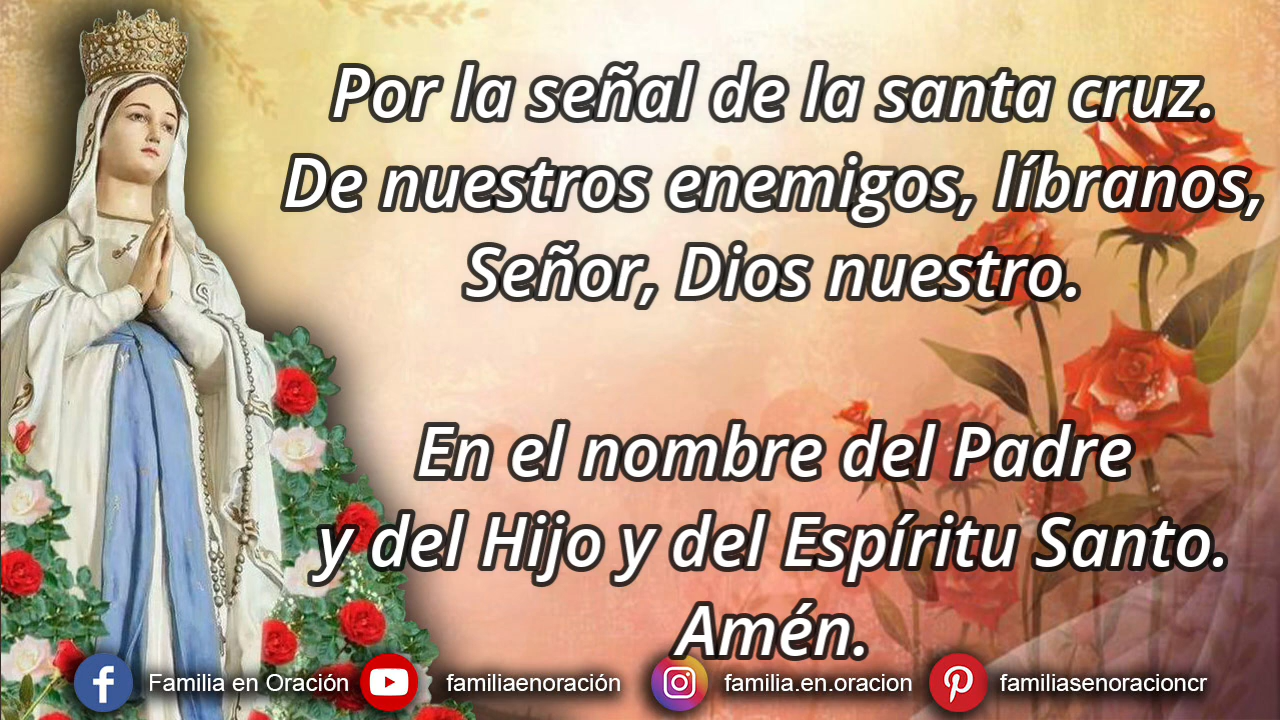 Por la señal de la santa cruz.
De nuestros enemigos, líbranos,
Señor, Dios nuestro.
En el nombre del Padre
y del Hijo y del Espíritu Santo.
Amén.
Familia en Oración familiaenoración familia.en.oracion familiasenoracioncr